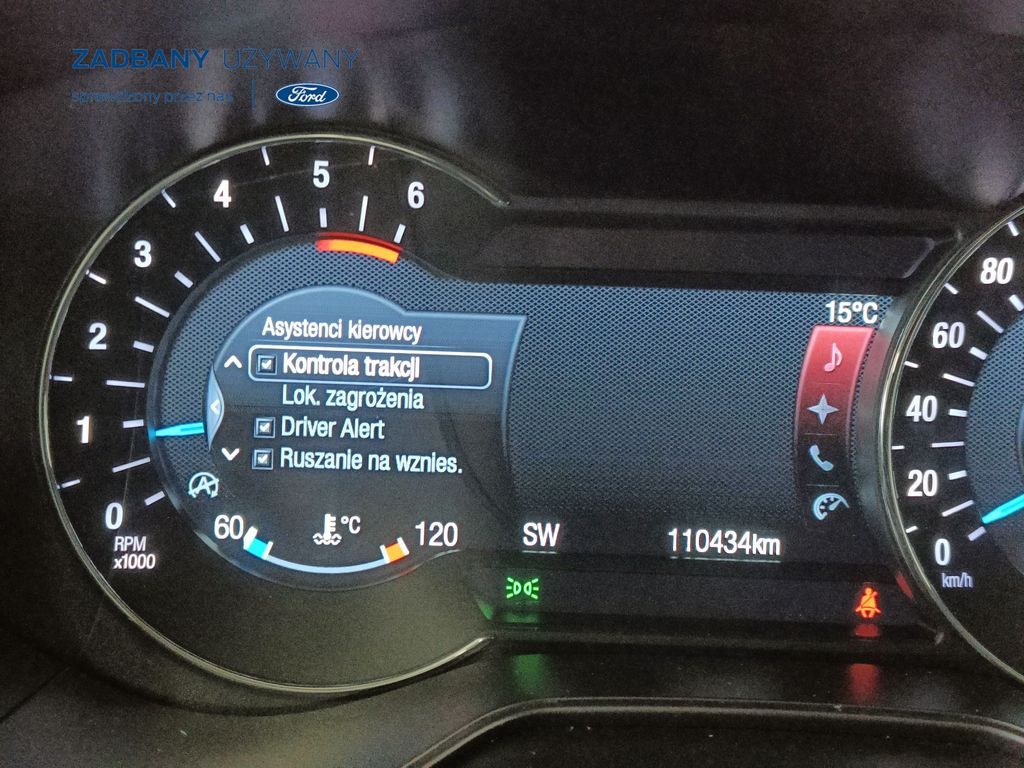 ZADBANY UŻYWANY
sprawdzony przez nas
Ford
6
5
4
3
2
1
0
RPM
x1000
Asystenci kierowcy
Kontrola trakcji
Lok. zagrożenia
Driver Alert
Ruszanie na wznies.
A
60
°C
120
SW
110434km
15°C
80
60
40
20
0
km/h